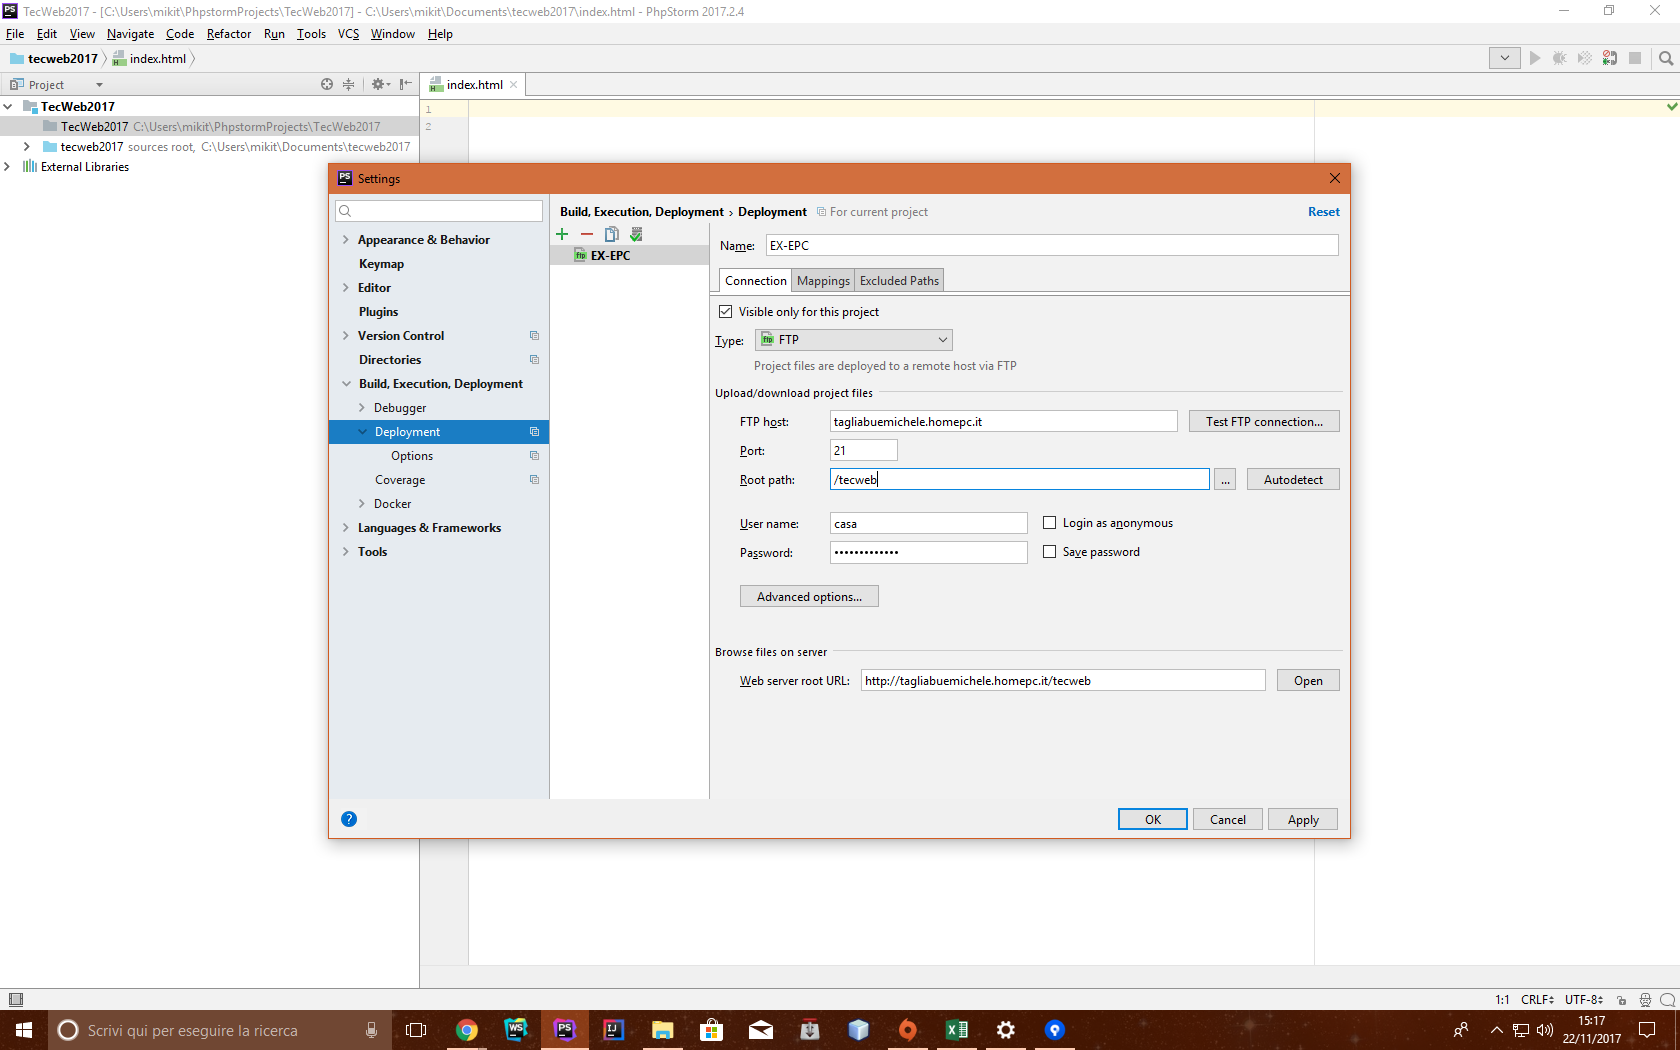 TecWeb2017 - [C:\Users\mikit\PhpstormProjects\TecWeb2017] - C:\Users\mikit\Documents\tecweb2017\index.html - PhpStorm 2017.2.4
File Edit View Navigate Code Refactor Run Tools VCS Window Help
tecweb2017 index.html
Project
index.html
TecWeb2017
TecWeb2017 C:\Users\mikit\PhpstormProjects\TecWeb2017
tecweb2017 sources root, C:\Users\mikit\Documents\tecweb2017
External Libraries
1
2
Settings
Appearance & Behavior
Keymap
Editor
Plugins
Version Control
Directories
Build, Execution, Deployment
Debugger
Deployment
Options
Coverage
Docker
Languages & Frameworks
Tools
Build, Execution, Deployment › Deployment For current project Reset
EX-EPC
Name: EX-EPC
Connection Mappings Excluded Paths
Visible only for this project
Type: FTP
Project files are deployed to a remote host via FTP
Upload/download project files
FTP host: tagliabuemichele.homepc.it Test FTP connection...
Port: 21
Root path: /tecweb ... Autodetect
User name: casa Login as anonymous
Password: ••••••••••••• Save password
Advanced options...
Browse files on server
Web server root URL: http://tagliabuemichele.homepc.it/tecweb Open
? OK Cancel Apply
1:1 CRLF UTF-8
Scrivi qui per eseguire la ricerca
15:17
22/11/2017